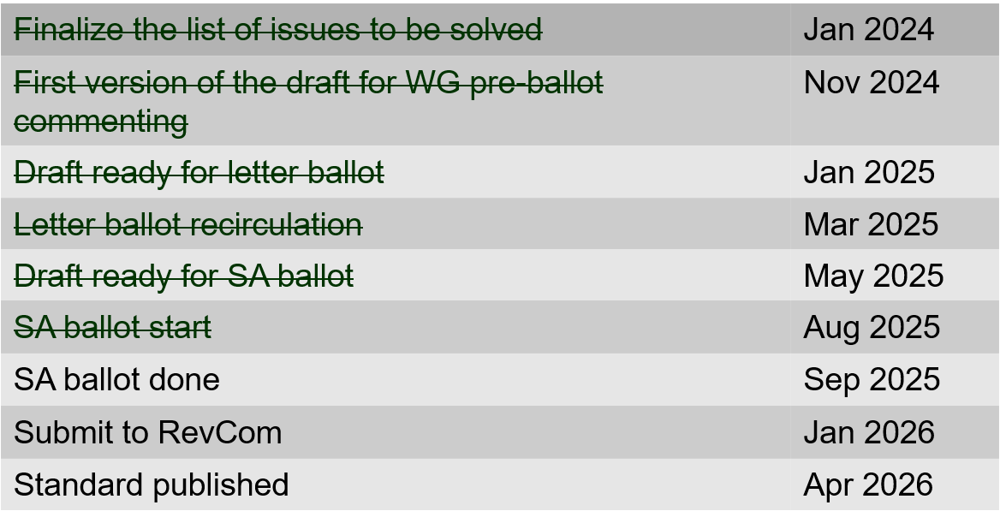 Finalize the list of issues to be solved Jan 2024
First version of the draft for WG pre-ballot Nov 2024
commenting
Draft ready for letter ballot Jan 2025
Letter ballot recirculation Mar 2025
Draft ready for SA ballot May 2025
SA ballot start Aug 2025
SA ballot done Sep 2025
Submit to RevCom Jan 2026
Standard published Apr 2026